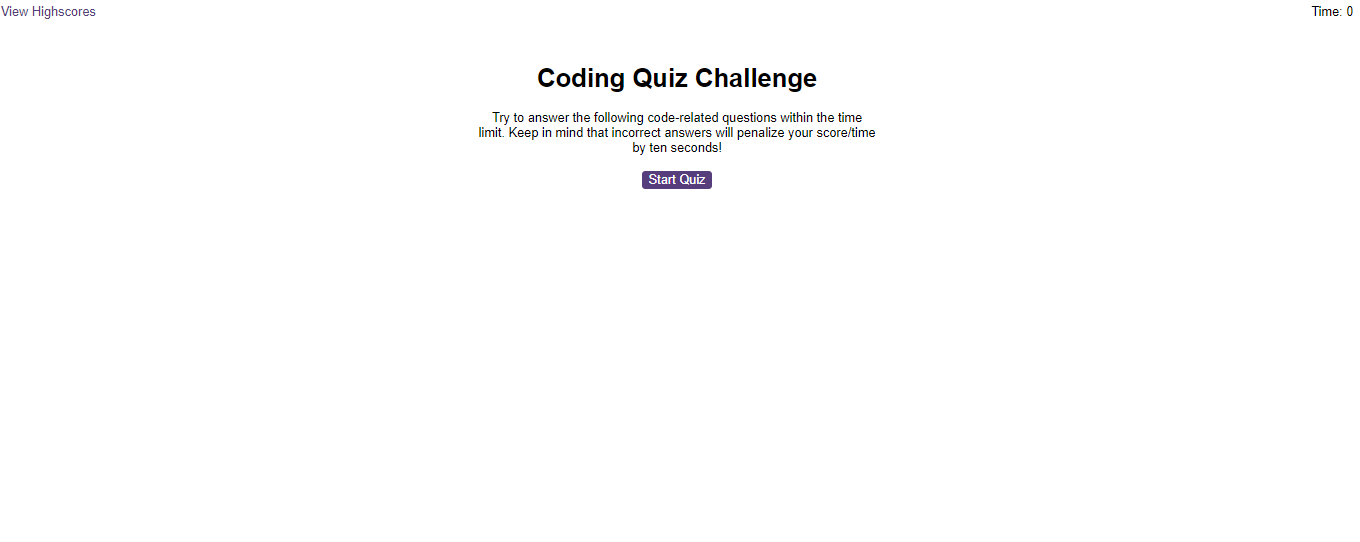 View Highscores
Time: 0
Coding Quiz Challenge
Try to answer the following code-related questions within the time
limit. Keep in mind that incorrect answers will penalize your score/time
by ten seconds!
Start Quiz